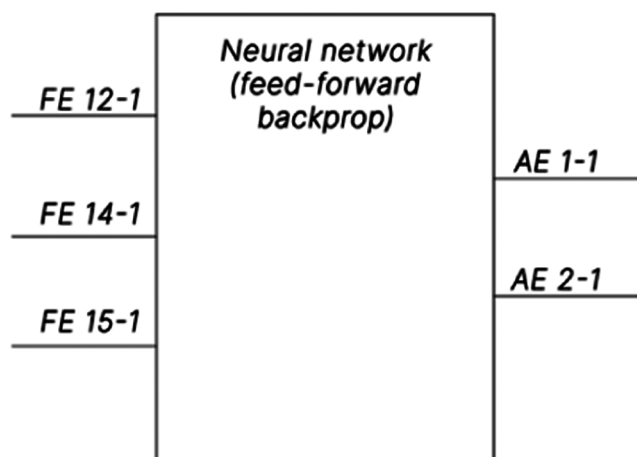 Neural network
(feed-forward
backprop)
FE 12-1
FE 14-1
FE 15-1
AE 1-1
AE 2-1